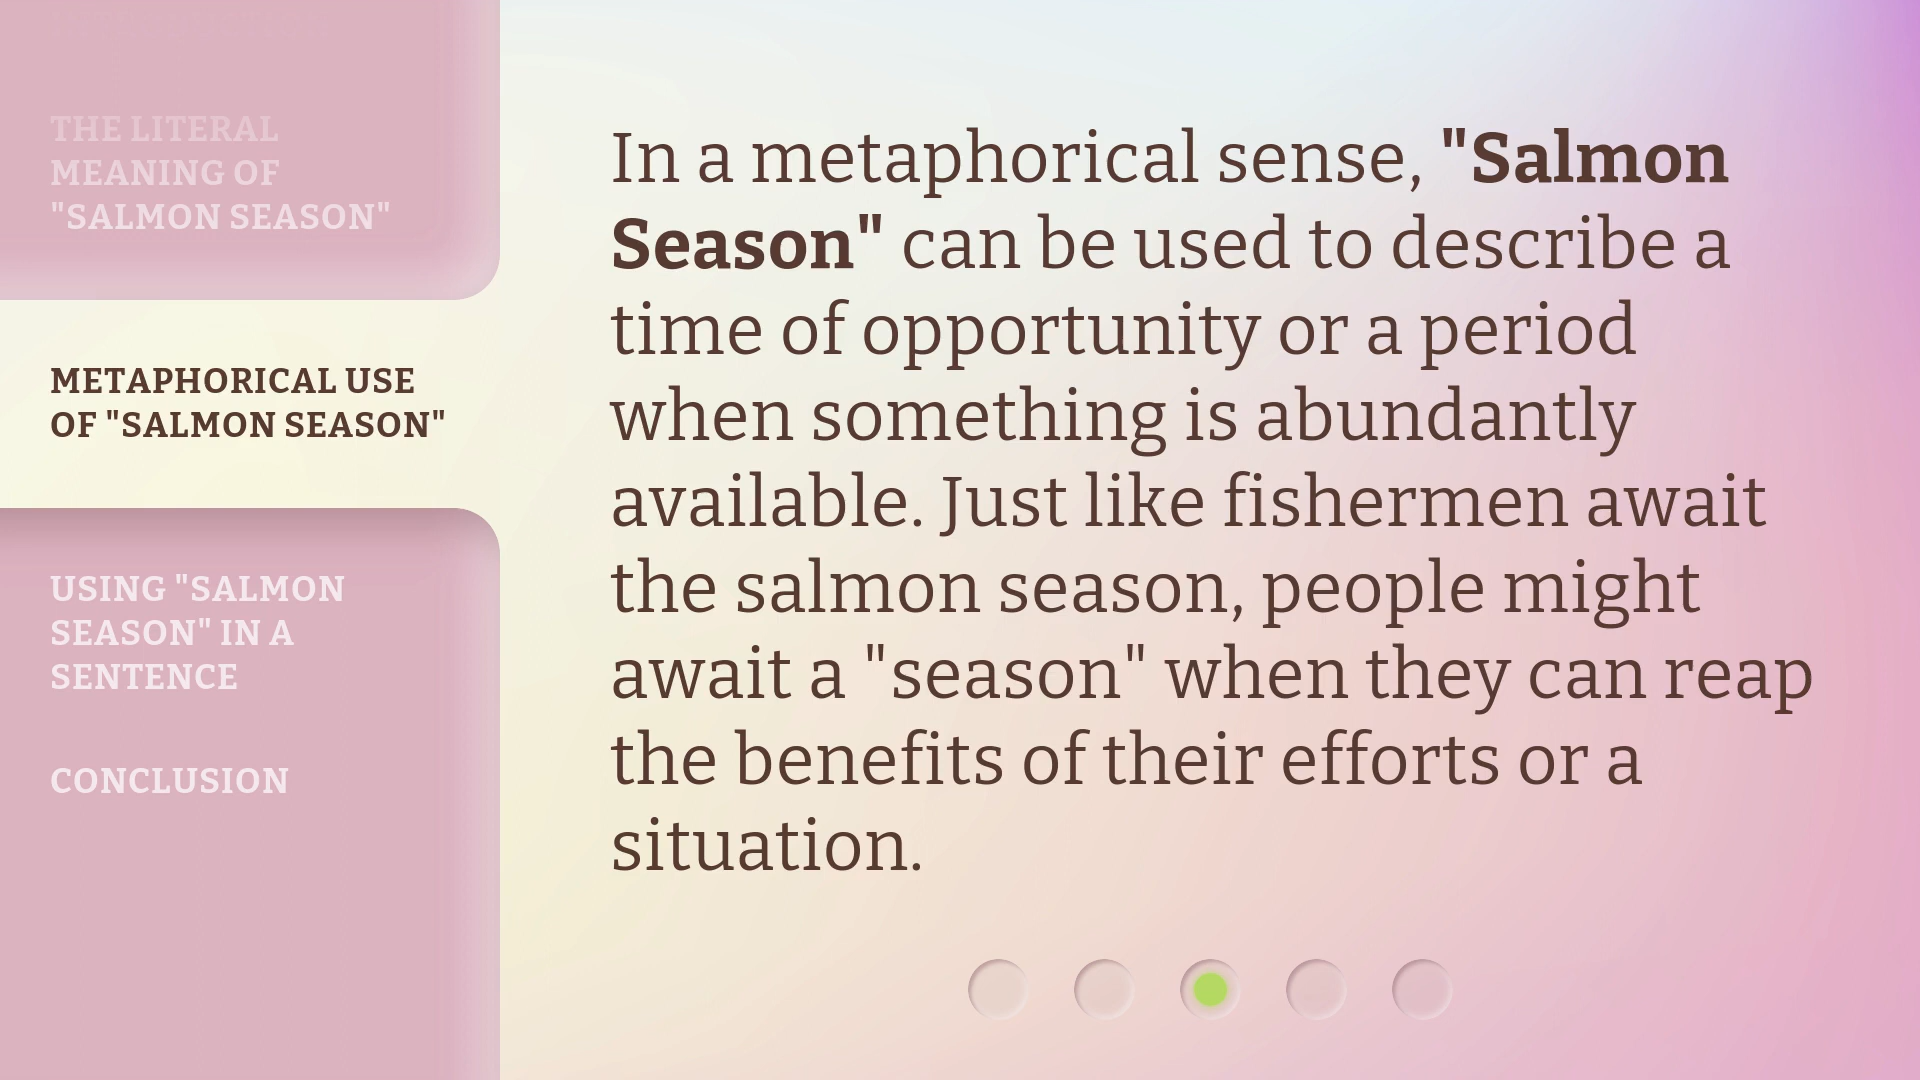 THE LITERAL
MEANING OF
"SALMON SEASON"
METAPHORICAL USE
OF "SALMON SEASON"
USING "SALMON
SEASON" IN A
SENTENCE
CONCLUSION
In a metaphorical sense, "Salmon
Season" can be used to describe a
time of opportunity or a period
when something is abundantly
available. Just like fishermen await
the salmon season, people might
await a "season" when they can reap
the benefits of their efforts or a
situation.